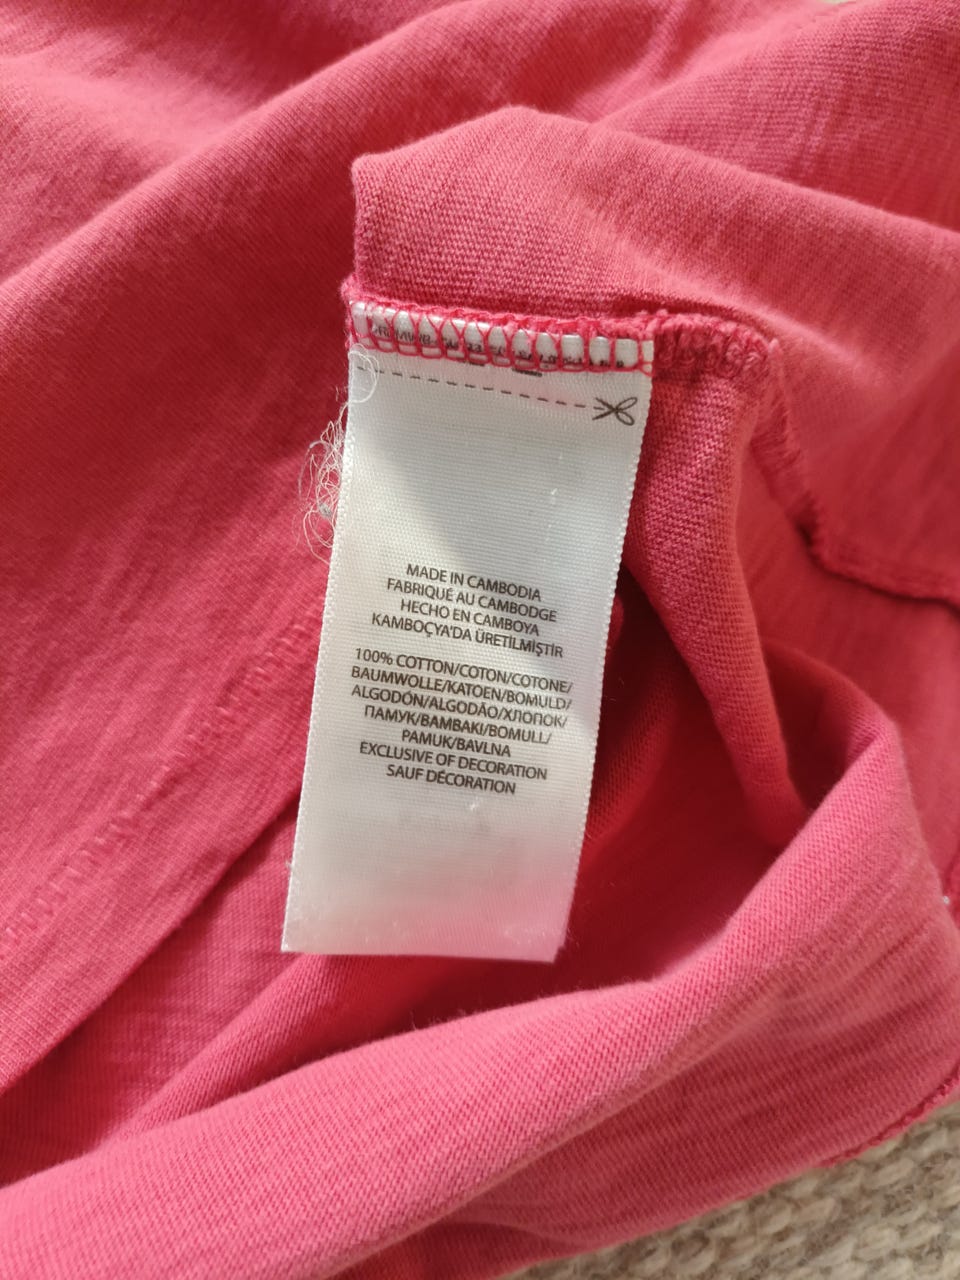 MADE IN CAMBODIA
FABRIQUÉ AU CAMBODGE
HECHO EN CAMBOYA
KAMBOÇYA'DA ÜRETİLMİŞTİR
100% COTTON/COTON/COTONE/
BAUMWOLLE/KATOEN/BOMULD/
ALGODÓN/ALGODÃO/ХЛОПОК/
ПАМУК/BAMBAKI/BOMULL/
PAMUK/BAVLNA
EXCLUSIVE OF DECORATION
SAUF DÉCORATION